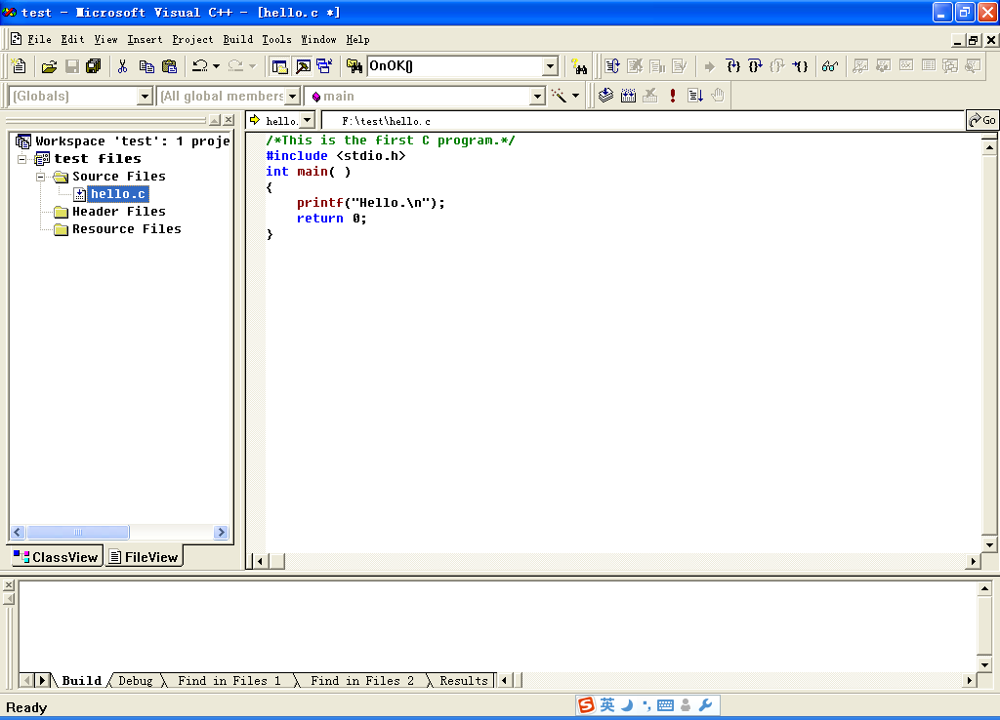 test - Microsoft Visual C++ - [hello.c *]
File Edit View Insert Project Build Tools Window Help
OnOK()
(Globals) (All global members main
hello. F:\test\hello.c Go
Workspace 'test': 1 proje
test files
Source Files
hello.c
Header Files
Resource Files
/*This is the first C program.*/
#include <stdio.h>
int main( )
{
printf("Hello.\n");
return 0;
}
ClassView FileView
Build Debug Find in Files 1 Find in Files 2 Results
Ready
S 英